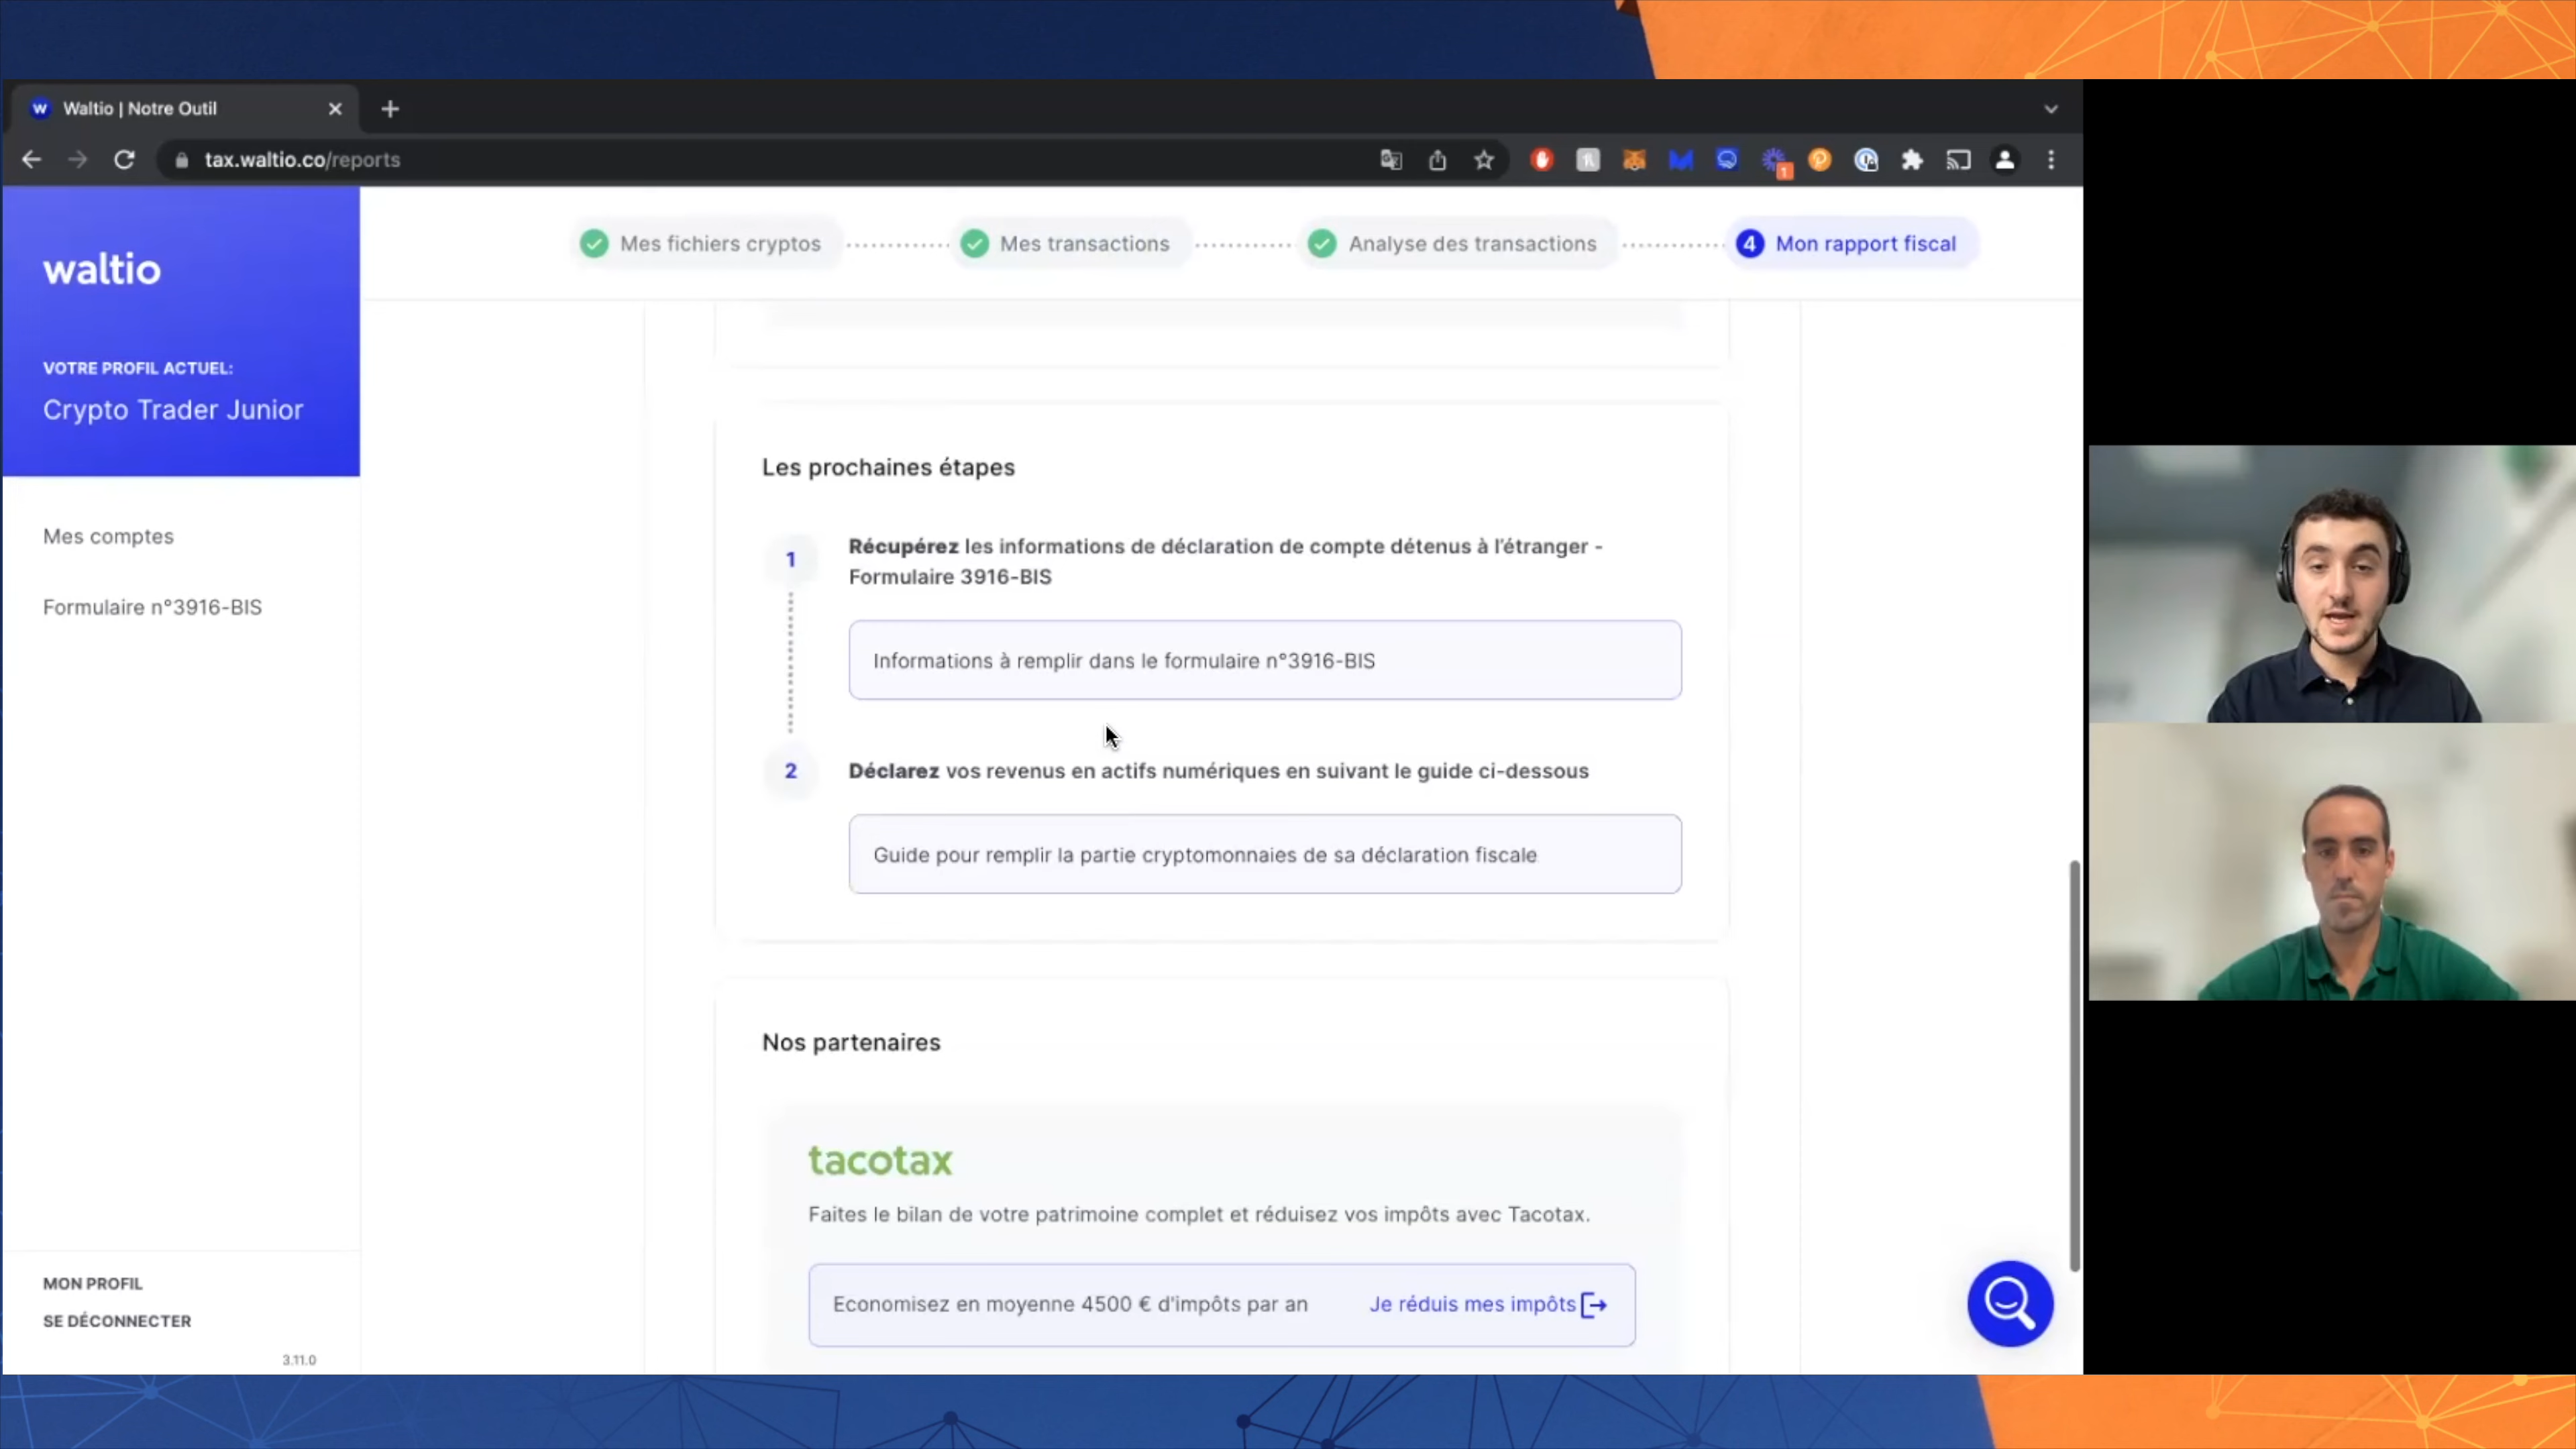 Waltio | Notre Outil
tax.waltio.co/reports
1
waltio
VOTRE PROFIL ACTUEL:
Crypto Trader Junior
Mes comptes
Formulaire n°3916-BIS
MON PROFIL
SE DÉCONNECTER
3.11.0
Mes fichiers cryptos
Mes transactions
Analyse des transactions
4 Mon rapport fiscal
Les prochaines étapes
1
Récupérez les informations de déclaration de compte détenus à l'étranger -
Formulaire 3916-BIS
Informations à remplir dans le formulaire n°3916-BIS
2
Déclarez vos revenus en actifs numériques en suivant le guide ci-dessous
Guide pour remplir la partie cryptomonnaies de sa déclaration fiscale
Nos partenaires
tacotax
Faites le bilan de votre patrimoine complet et réduisez vos impôts avec Tacotax.
Economisez en moyenne 4500 € d'impôts par an
Je réduis mes impôts